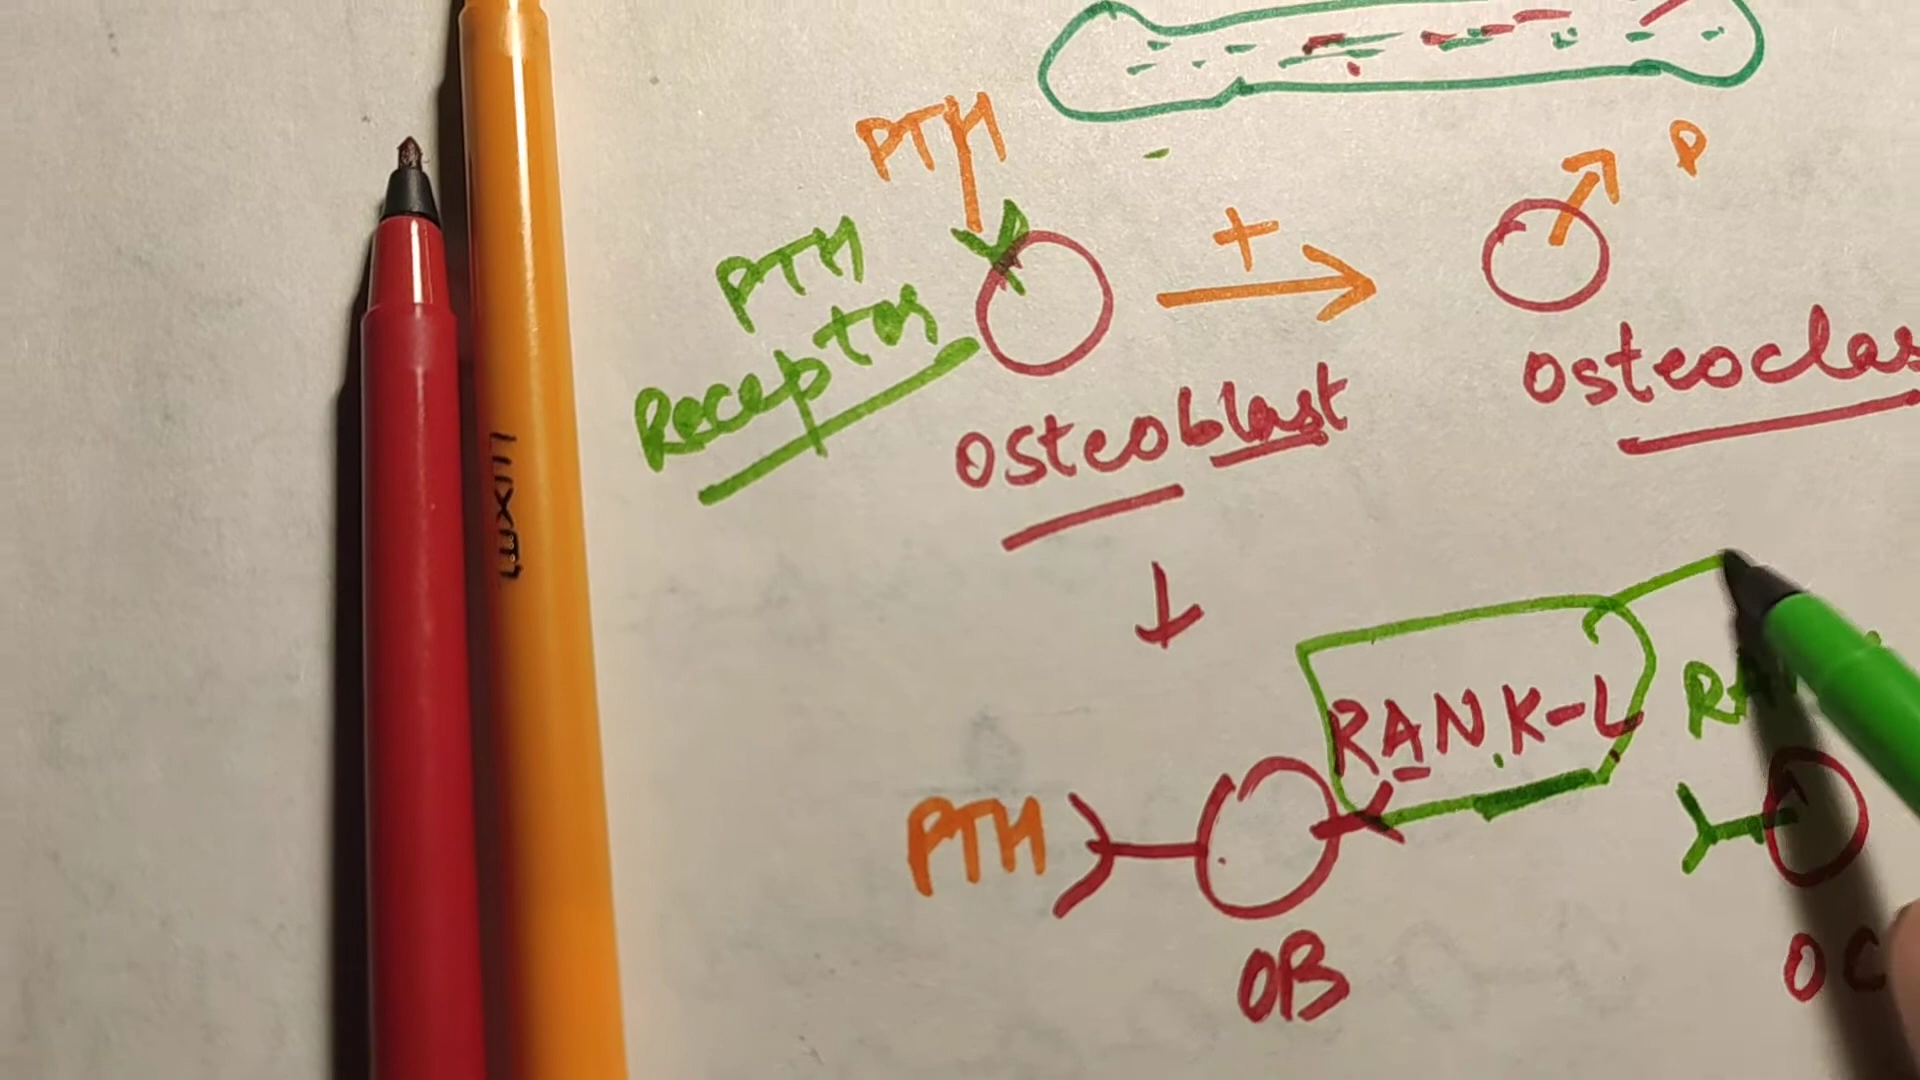 PTH
P
PTH
Receptor
+
Osteoblast
Osteoclas
RANK-L
PTH
OB
OC